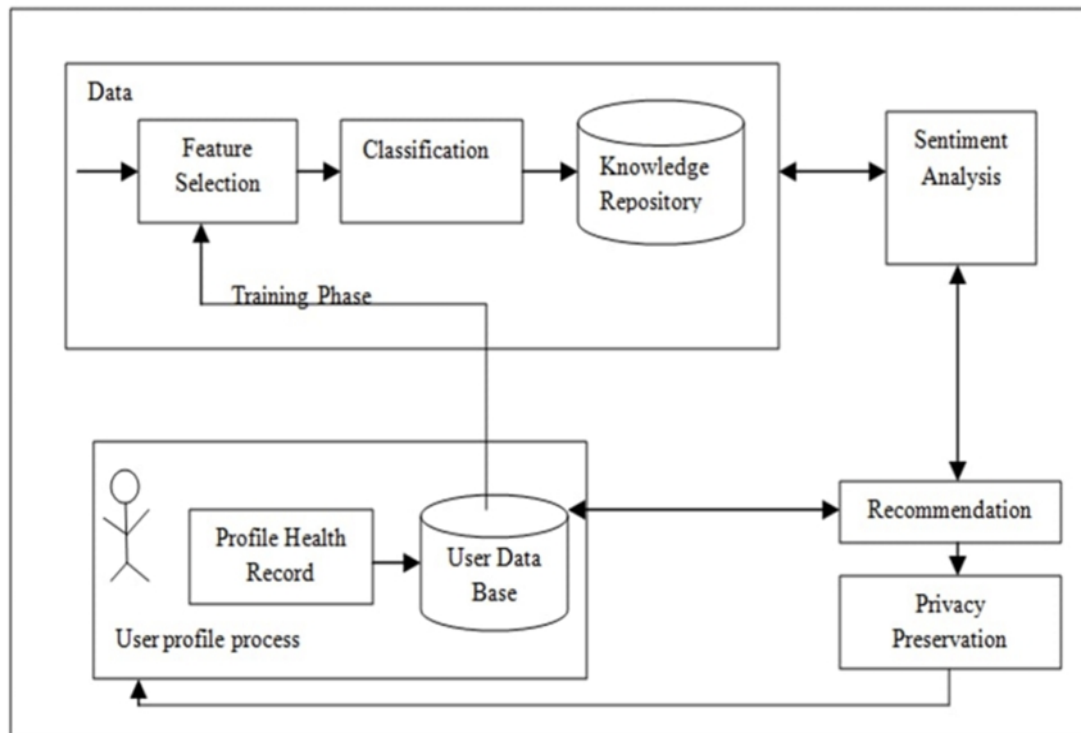 Data
Feature
Selection
Classification
Knowledge
Repository
Sentiment
Analysis
Training Phase
Profile Health
Record
User Data
Base
User profile process
Recommendation
Privacy
Preservation